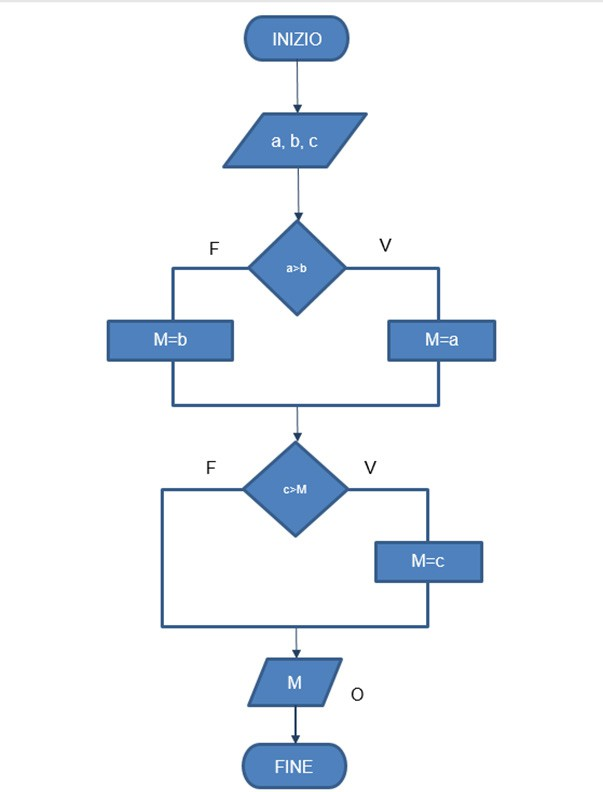 INIZIO
a, b, c
F
V
a>b
M=b
M=a
F
V
c>M
M=c
M
O
FINE